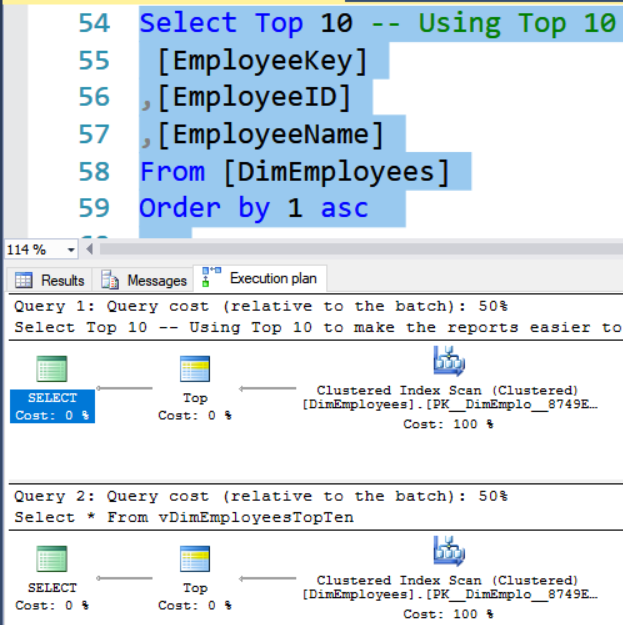 54 Select Top 10 -- Using Top 10
55 [EmployeeKey]
56 ,[EmployeeID]
57 ,[EmployeeName]
58 From [DimEmployees]
59 Order by 1 asc
114 %
Results Messages Execution plan
Query 1: Query cost (relative to the batch): 50%
Select Top 10 -- Using Top 10 to make the reports easier to
SELECT
Cost: 0 %
Top
Cost: 0 %
Clustered Index Scan (Clustered)
[DimEmployees].[PK__DimEmplo__8749E…
Cost: 100 %
Query 2: Query cost (relative to the batch): 50%
Select * From vDimEmployeesTopTen
SELECT
Cost: 0 %
Top
Cost: 0 %
Clustered Index Scan (Clustered)
[DimEmployees].[PK__DimEmplo__8749E…
Cost: 100 %